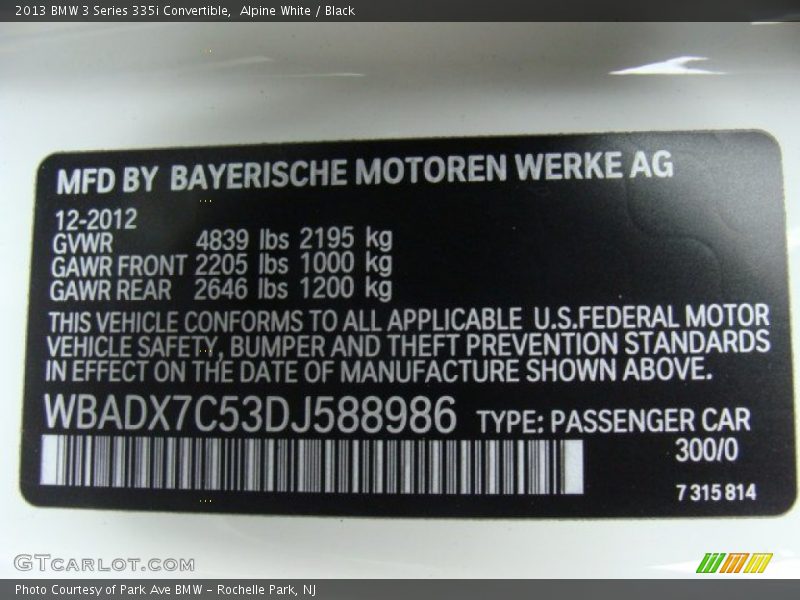 2013 BMW 3 Series 335i Convertible,  Alpine White / Black
MFD BY BAYERISCHE MOTOREN WERKE AG
12-2012
GVWR 4839 lbs 2195 kg
GAWR FRONT 2205 lbs 1000 kg
GAWR REAR 2646 lbs 1200 kg
THIS VEHICLE CONFORMS TO ALL APPLICABLE U.S.FEDERAL MOTOR
VEHICLE SAFETY, BUMPER AND THEFT PREVENTION STANDARDS
IN EFFECT ON THE DATE OF MANUFACTURE SHOWN ABOVE.
WBADX7C53DJ588986 TYPE: PASSENGER CAR
300/0
7 315 814
GTCARLOT.COM
Photo Courtesy of Park Ave BMW - Rochelle Park, NJ